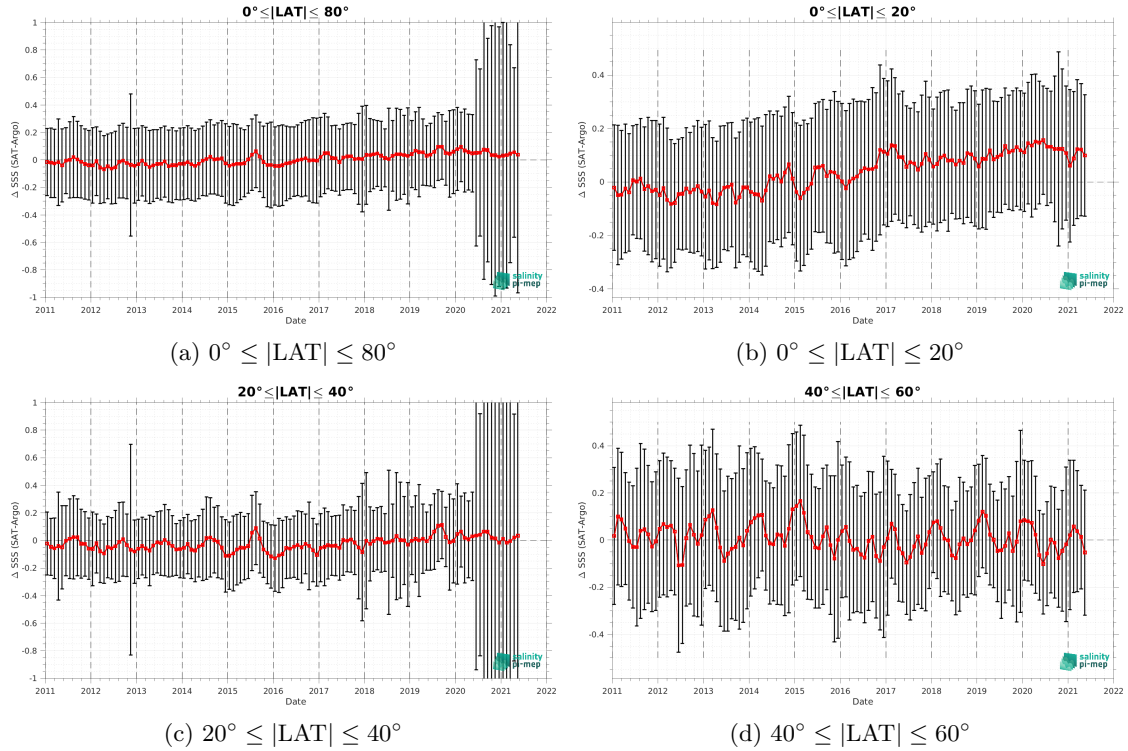 0°≤|LAT|≤ 80°
1
0.8
0.6
0.4
0.2
0
-0.2
-0.4
-0.6
-0.8
-1
Δ SSS (SAT-Argo)
2011 2012 2013 2014 2015 2016 2017 2018 2019 2020 2021 2022
Date
salinity
pi-mep
(a) 0° ≤ |LAT| ≤ 80°
0°≤|LAT|≤ 20°
0.4
0.2
0
-0.2
-0.4
Δ SSS (SAT-Argo)
2011 2012 2013 2014 2015 2016 2017 2018 2019 2020 2021 2022
Date
salinity
pi-mep
(b) 0° ≤ |LAT| ≤ 20°
20°≤|LAT|≤ 40°
1
0.8
0.6
0.4
0.2
0
-0.2
-0.4
-0.6
-0.8
-1
Δ SSS (SAT-Argo)
2011 2012 2013 2014 2015 2016 2017 2018 2019 2020 2021 2022
Date
salinity
pi-mep
(c) 20° ≤ |LAT| ≤ 40°
40°≤|LAT|≤ 60°
0.4
0.2
0
-0.2
-0.4
Δ SSS (SAT-Argo)
2011 2012 2013 2014 2015 2016 2017 2018 2019 2020 2021 2022
Date
salinity
pi-mep
(d) 40° ≤ |LAT| ≤ 60°